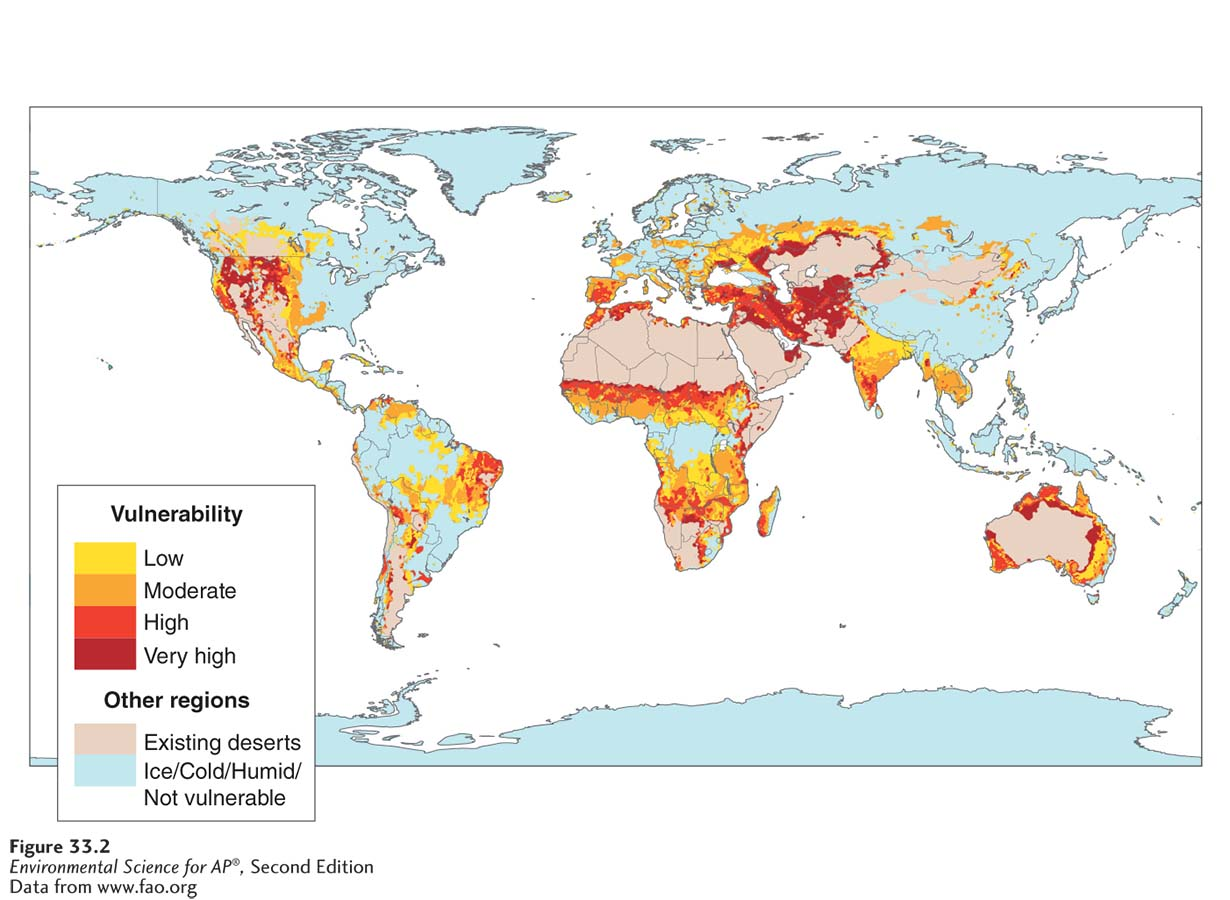 Vulnerability
Low
Moderate
High
Very high
Other regions
Existing deserts
Ice/Cold/Humid/
Not vulnerable
Figure 33.2
Environmental Science for AP®, Second Edition
Data from www.fao.org